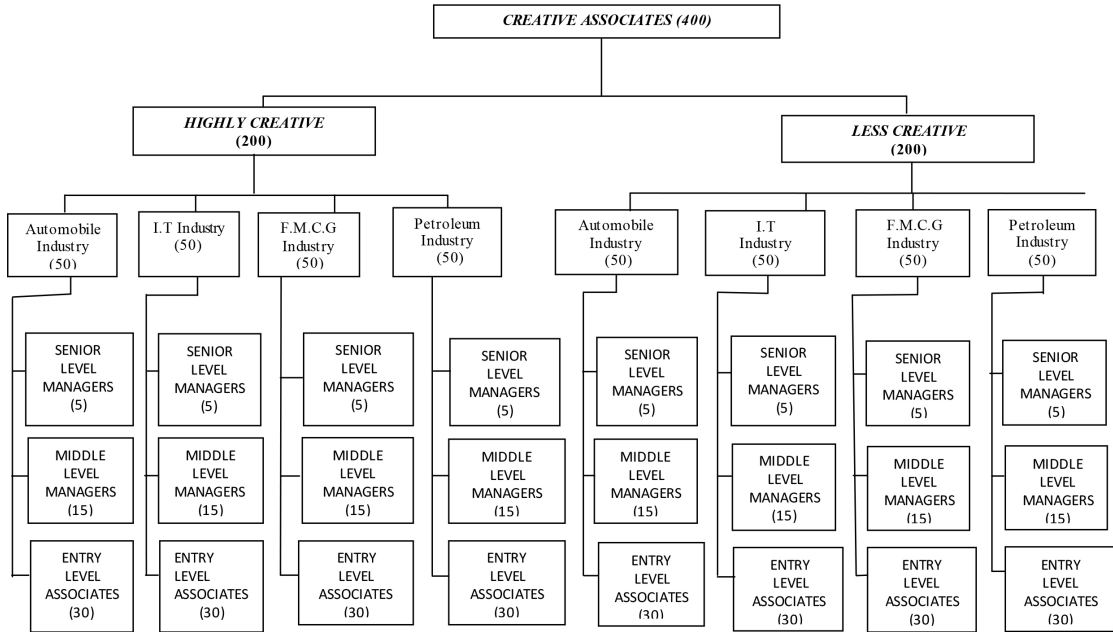 CREATIVE ASSOCIATES (400)
HIGHLY CREATIVE
(200)
LESS CREATIVE
(200)
Automobile
Industry
(50)
I.T Industry
(50)
F.M.C.G
Industry
(50)
Petroleum
Industry
(50)
Automobile
Industry
(50)
I.T
Industry
(50)
F.M.C.G
Industry
(50)
Petroleum
Industry
(50)
SENIOR
LEVEL
MANAGERS
(5)
SENIOR
LEVEL
MANAGERS
(5)
SENIOR
LEVEL
MANAGERS
(5)
SENIOR
LEVEL
MANAGERS
(5)
SENIOR
LEVEL
MANAGERS
(5)
SENIOR
LEVEL
MANAGERS
(5)
SENIOR
LEVEL
MANAGERS
(5)
SENIOR
LEVEL
MANAGERS
(5)
MIDDLE
LEVEL
MANAGERS
(15)
MIDDLE
LEVEL
MANAGERS
(15)
MIDDLE
LEVEL
MANAGERS
(15)
MIDDLE
LEVEL
MANAGERS
(15)
MIDDLE
LEVEL
MANAGERS
(15)
MIDDLE
LEVEL
MANAGERS
(15)
MIDDLE
LEVEL
MANAGERS
(15)
MIDDLE
LEVEL
MANAGERS
(15)
ENTRY
LEVEL
ASSOCIATES
(30)
ENTRY
LEVEL
ASSOCIATES
(30)
ENTRY
LEVEL
ASSOCIATES
(30)
ENTRY
LEVEL
ASSOCIATES
(30)
ENTRY
LEVEL
ASSOCIATES
(30)
ENTRY
LEVEL
ASSOCIATES
(30)
ENTRY
LEVEL
ASSOCIATES
(30)
ENTRY
LEVEL
ASSOCIATES
(30)